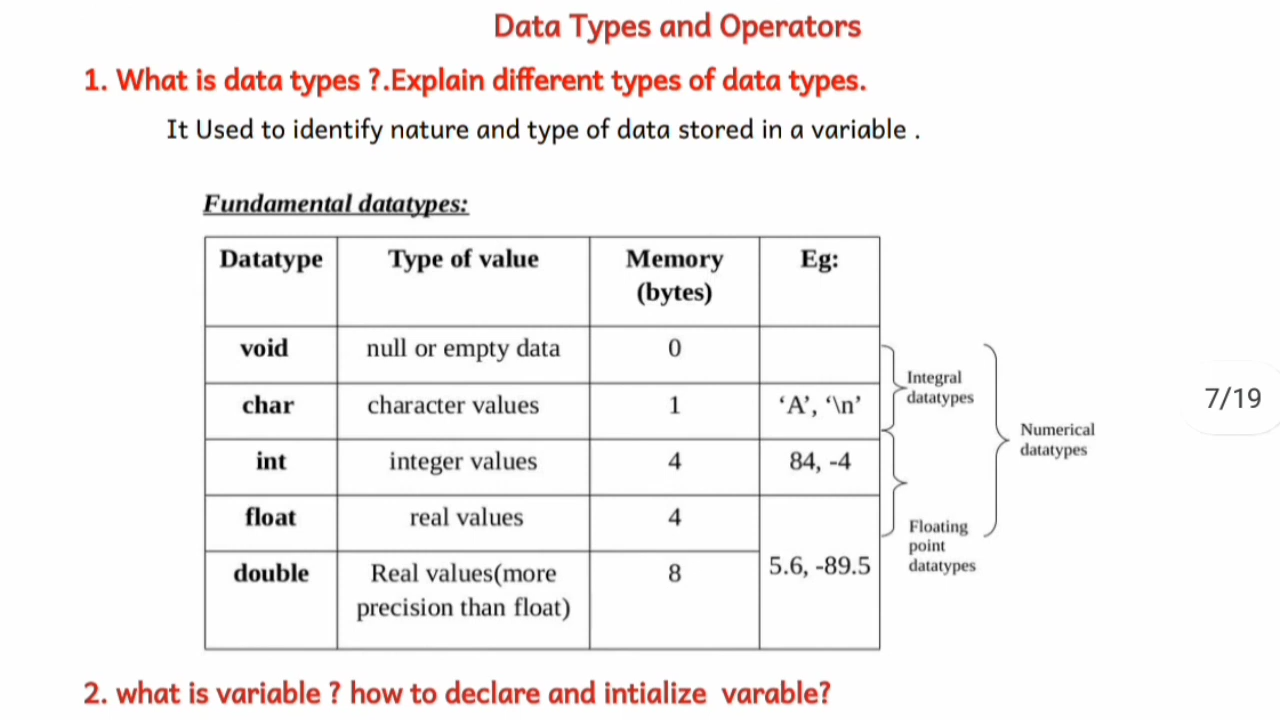 Data Types and Operators
1. What is data types ?.Explain different types of data types.
It Used to identify nature and type of data stored in a variable .
Fundamental datatypes:
Datatype Type of value Memory (bytes) Eg:
void null or empty data 0
char character values 1 ‘A’, ‘\n’
int integer values 4 84, -4
float real values 4
double Real values(more precision than float) 8 5.6, -89.5
Integral
datatypes
Numerical
datatypes
Floating
point
datatypes
7/19
2. what is variable ? how to declare and intialize varable?